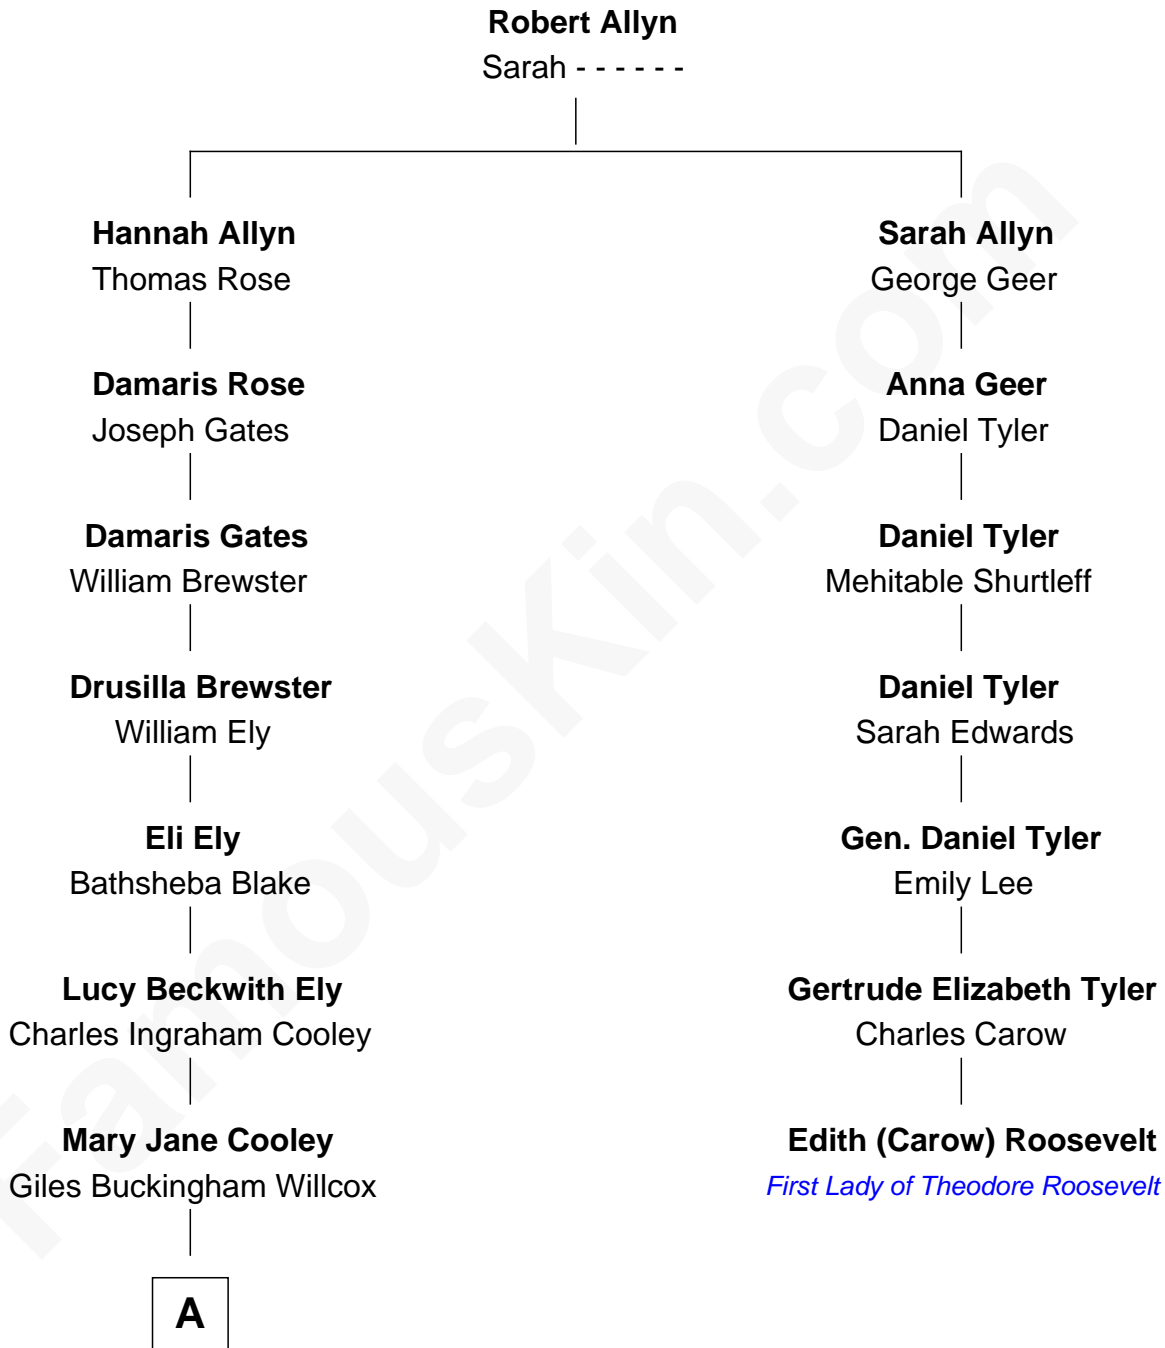 Robert Allyn
Sarah - - - - - -
Hannah Allyn
Thomas Rose
Sarah Allyn
George Geer
Damaris Rose
Joseph Gates
Anna Geer
Daniel Tyler
Damaris Gates
William Brewster
Daniel Tyler
Mehitable Shurtleff
Drusilla Brewster
William Ely
Daniel Tyler
Sarah Edwards
Eli Ely
Bathsheba Blake
Gen. Daniel Tyler
Emily Lee
Lucy Beckwith Ely
Charles Ingraham Cooley
Gertrude Elizabeth Tyler
Charles Carow
Mary Jane Cooley
Giles Buckingham Willcox
Edith (Carow) Roosevelt
First Lady of Theodore Roosevelt
A
FamousKin.com